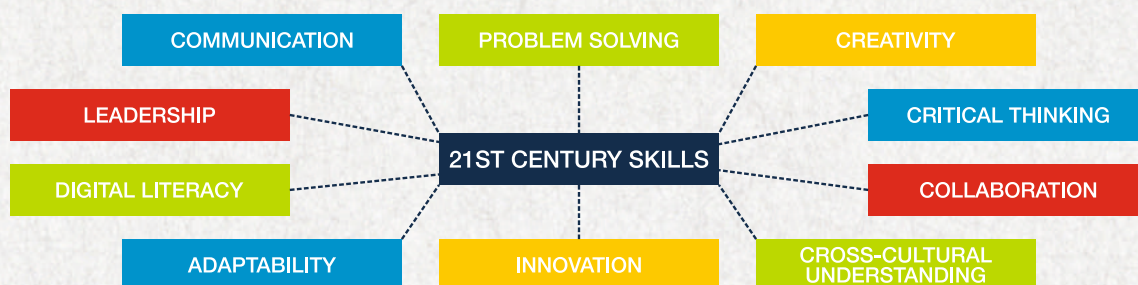 COMMUNICATION
PROBLEM SOLVING
CREATIVITY
LEADERSHIP
CRITICAL THINKING
21ST CENTURY SKILLS
DIGITAL LITERACY
COLLABORATION
ADAPTABILITY
INNOVATION
CROSS-CULTURAL
UNDERSTANDING